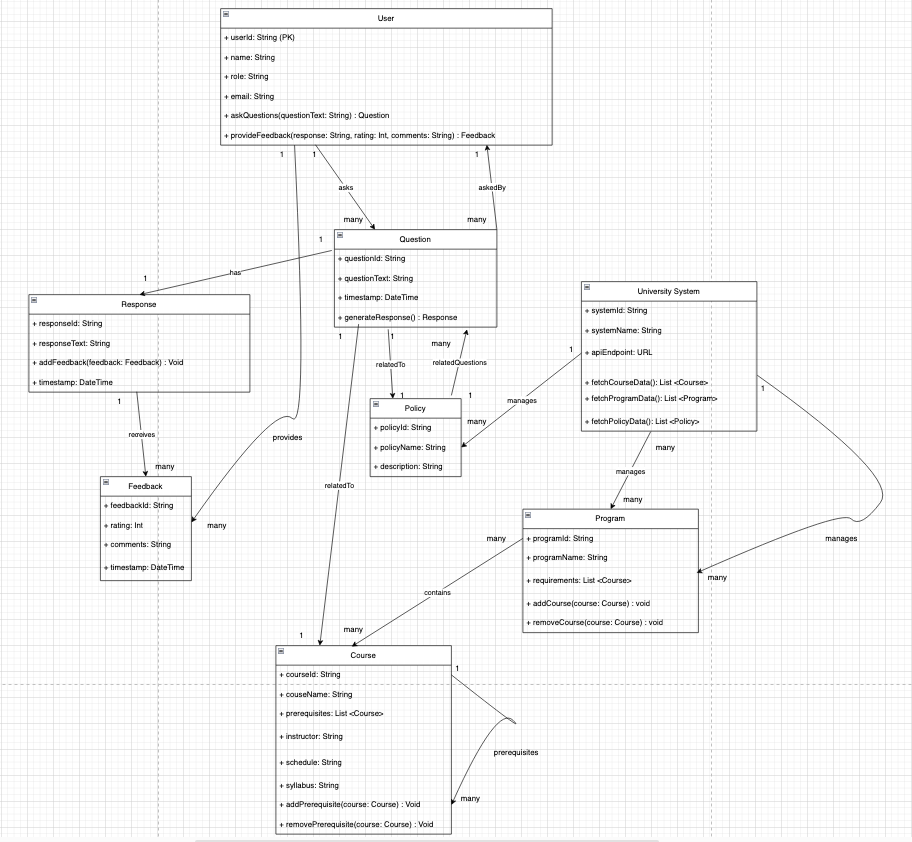 User
+ userId: String (PK)
+ name: String
+ role: String
+ email: String
+ askQuestions(questionText: String) : Question
+ provideFeedback(response: String, rating: Int, comments: String) : Feedback
1
1
1
asks
askedBy
many
many
1
Question
+ questionId: String
+ questionText: String
+ timestamp: DateTime
+ generateResponse() : Response
has
1
Response
+ responseId: String
+ responseText: String
+ addFeedback(feedback: Feedback) : Void
+ timestamp: DateTime
University System
+ systemId: String
+ systemName: String
+ apiEndpoint: URL
+ fetchCourseData(): List <Course>
+ fetchProgramData(): List <Program>
+ fetchPolicyData(): List <Policy>
1
1
many
1
relatedTo
relatedQuestions
1
1
1
manages
many
Policy
+ policyId: String
+ policyName: String
+ description: String
1
receives
many
provides
many
Feedback
+ feedbackId: String
+ rating: Int
+ comments: String
+ timestamp: DateTime
relatedTo
many
manages
many
1
manages
many
Program
+ programId: String
+ programName: String
+ requirements: List <Course>
+ addCourse(course: Course) : void
+ removeCourse(course: Course) : void
many
contains
many
1
Course
+ courseId: String
+ couseName: String
+ prerequisites: List <Course>
+ instructor: String
+ schedule: String
+ syllabus: String
+ addPrerequisite(course: Course) : Void
+ removePrerequisite(course: Course) : Void
1
prerequisites
many